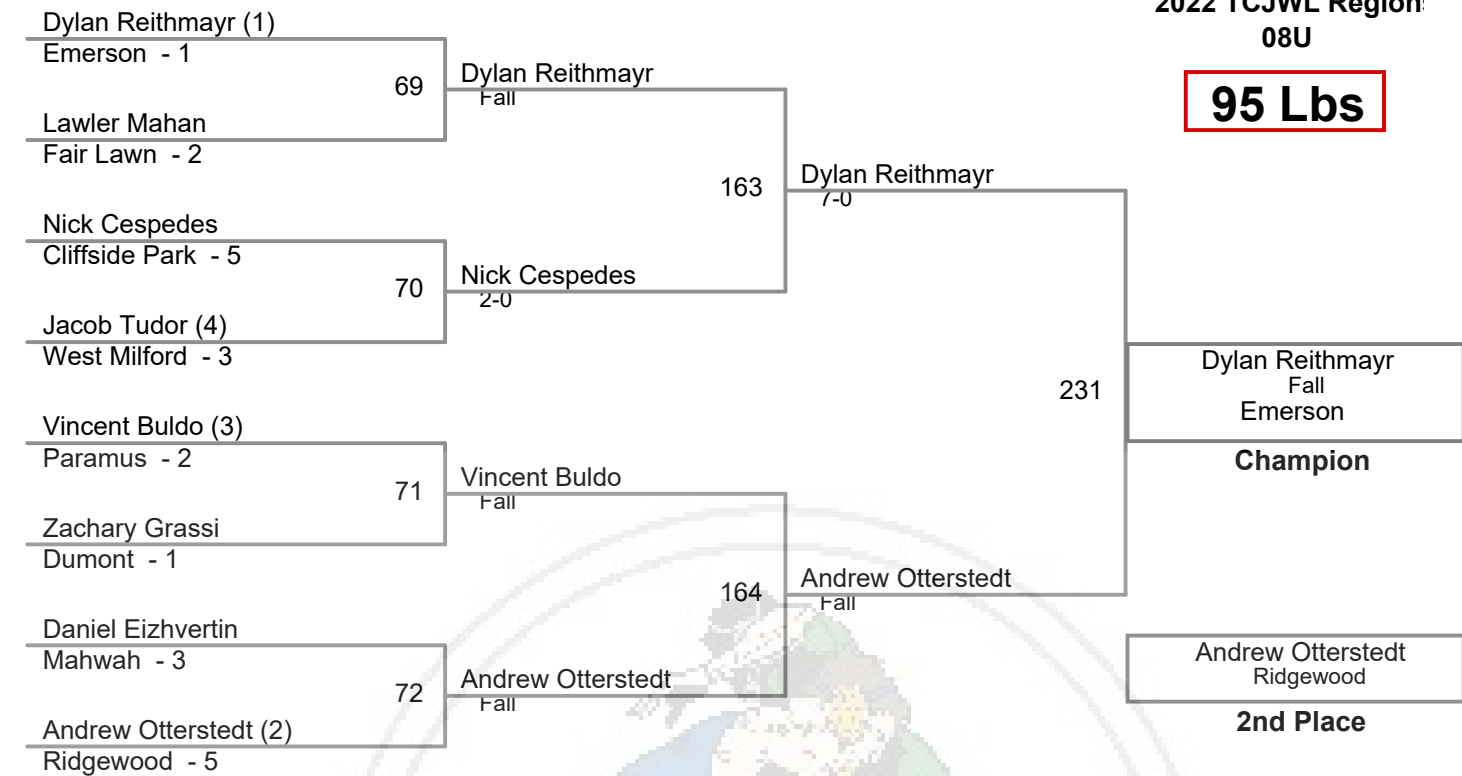 2022 TCJWL
08U
95 Lbs
Dylan Reithmayr (1)
Emerson - 1
69
Lawler Mahan
Fair Lawn - 2
Dylan Reithmayr
Fall
Nick Cespedes
Cliffside Park - 5
70
Jacob Tudor (4)
West Milford - 3
Nick Cespedes
2-0
163
Dylan Reithmayr
7-0
Vincent Buldo (3)
Paramus - 2
71
Zachary Grassi
Dumont - 1
Vincent Buldo
Fall
Daniel Eizhvertin
Mahwah - 3
72
Andrew Otterstedt (2)
Ridgewood - 5
Andrew Otterstedt
Fall
164
Andrew Otterstedt
Fall
231
Dylan Reithmayr
Fall
Emerson
Champion
Andrew Otterstedt
Ridgewood
2nd Place